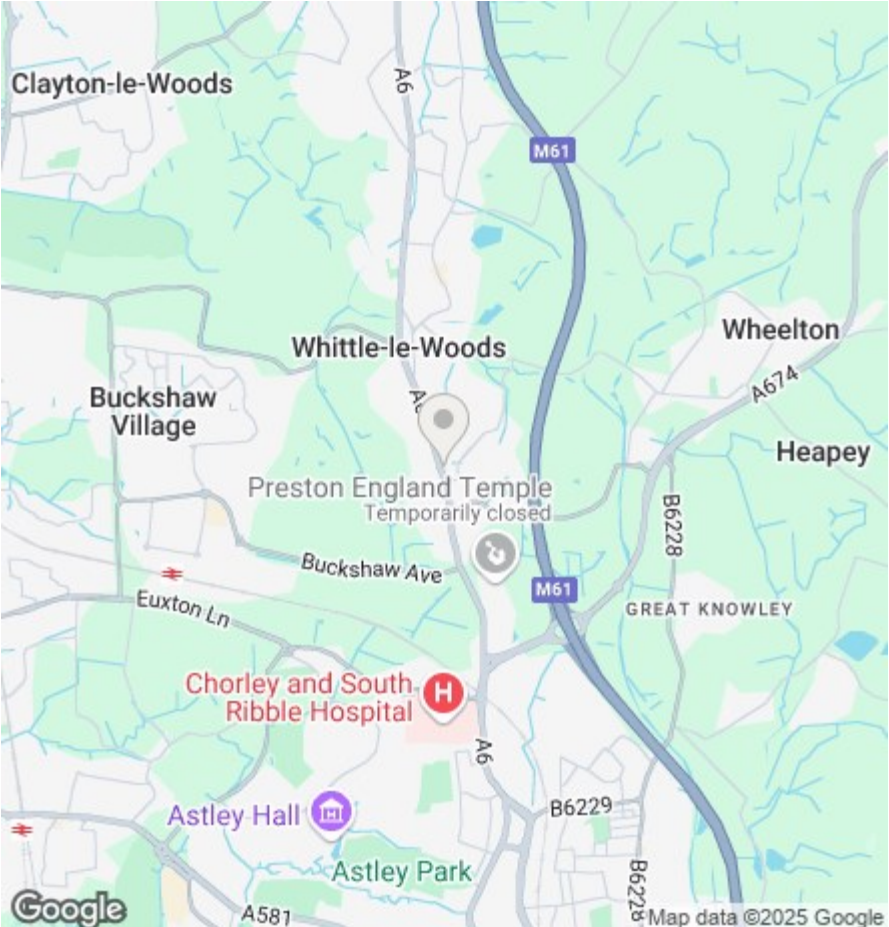 Clayton-le-Woods
A6
M61
Wheelton
Whittle-le-Woods
A674
Buckshaw
Village
Heapey
Preston England Temple
Temporarily closed
B6228
Buckshaw Ave
M61
Euxton Ln
GREAT KNOWLEY
Chorley and South
Ribble Hospital
H
A6
Astley Hall
B6229
Astley Park
B6228
A581
Google
Map data ©2025 Google